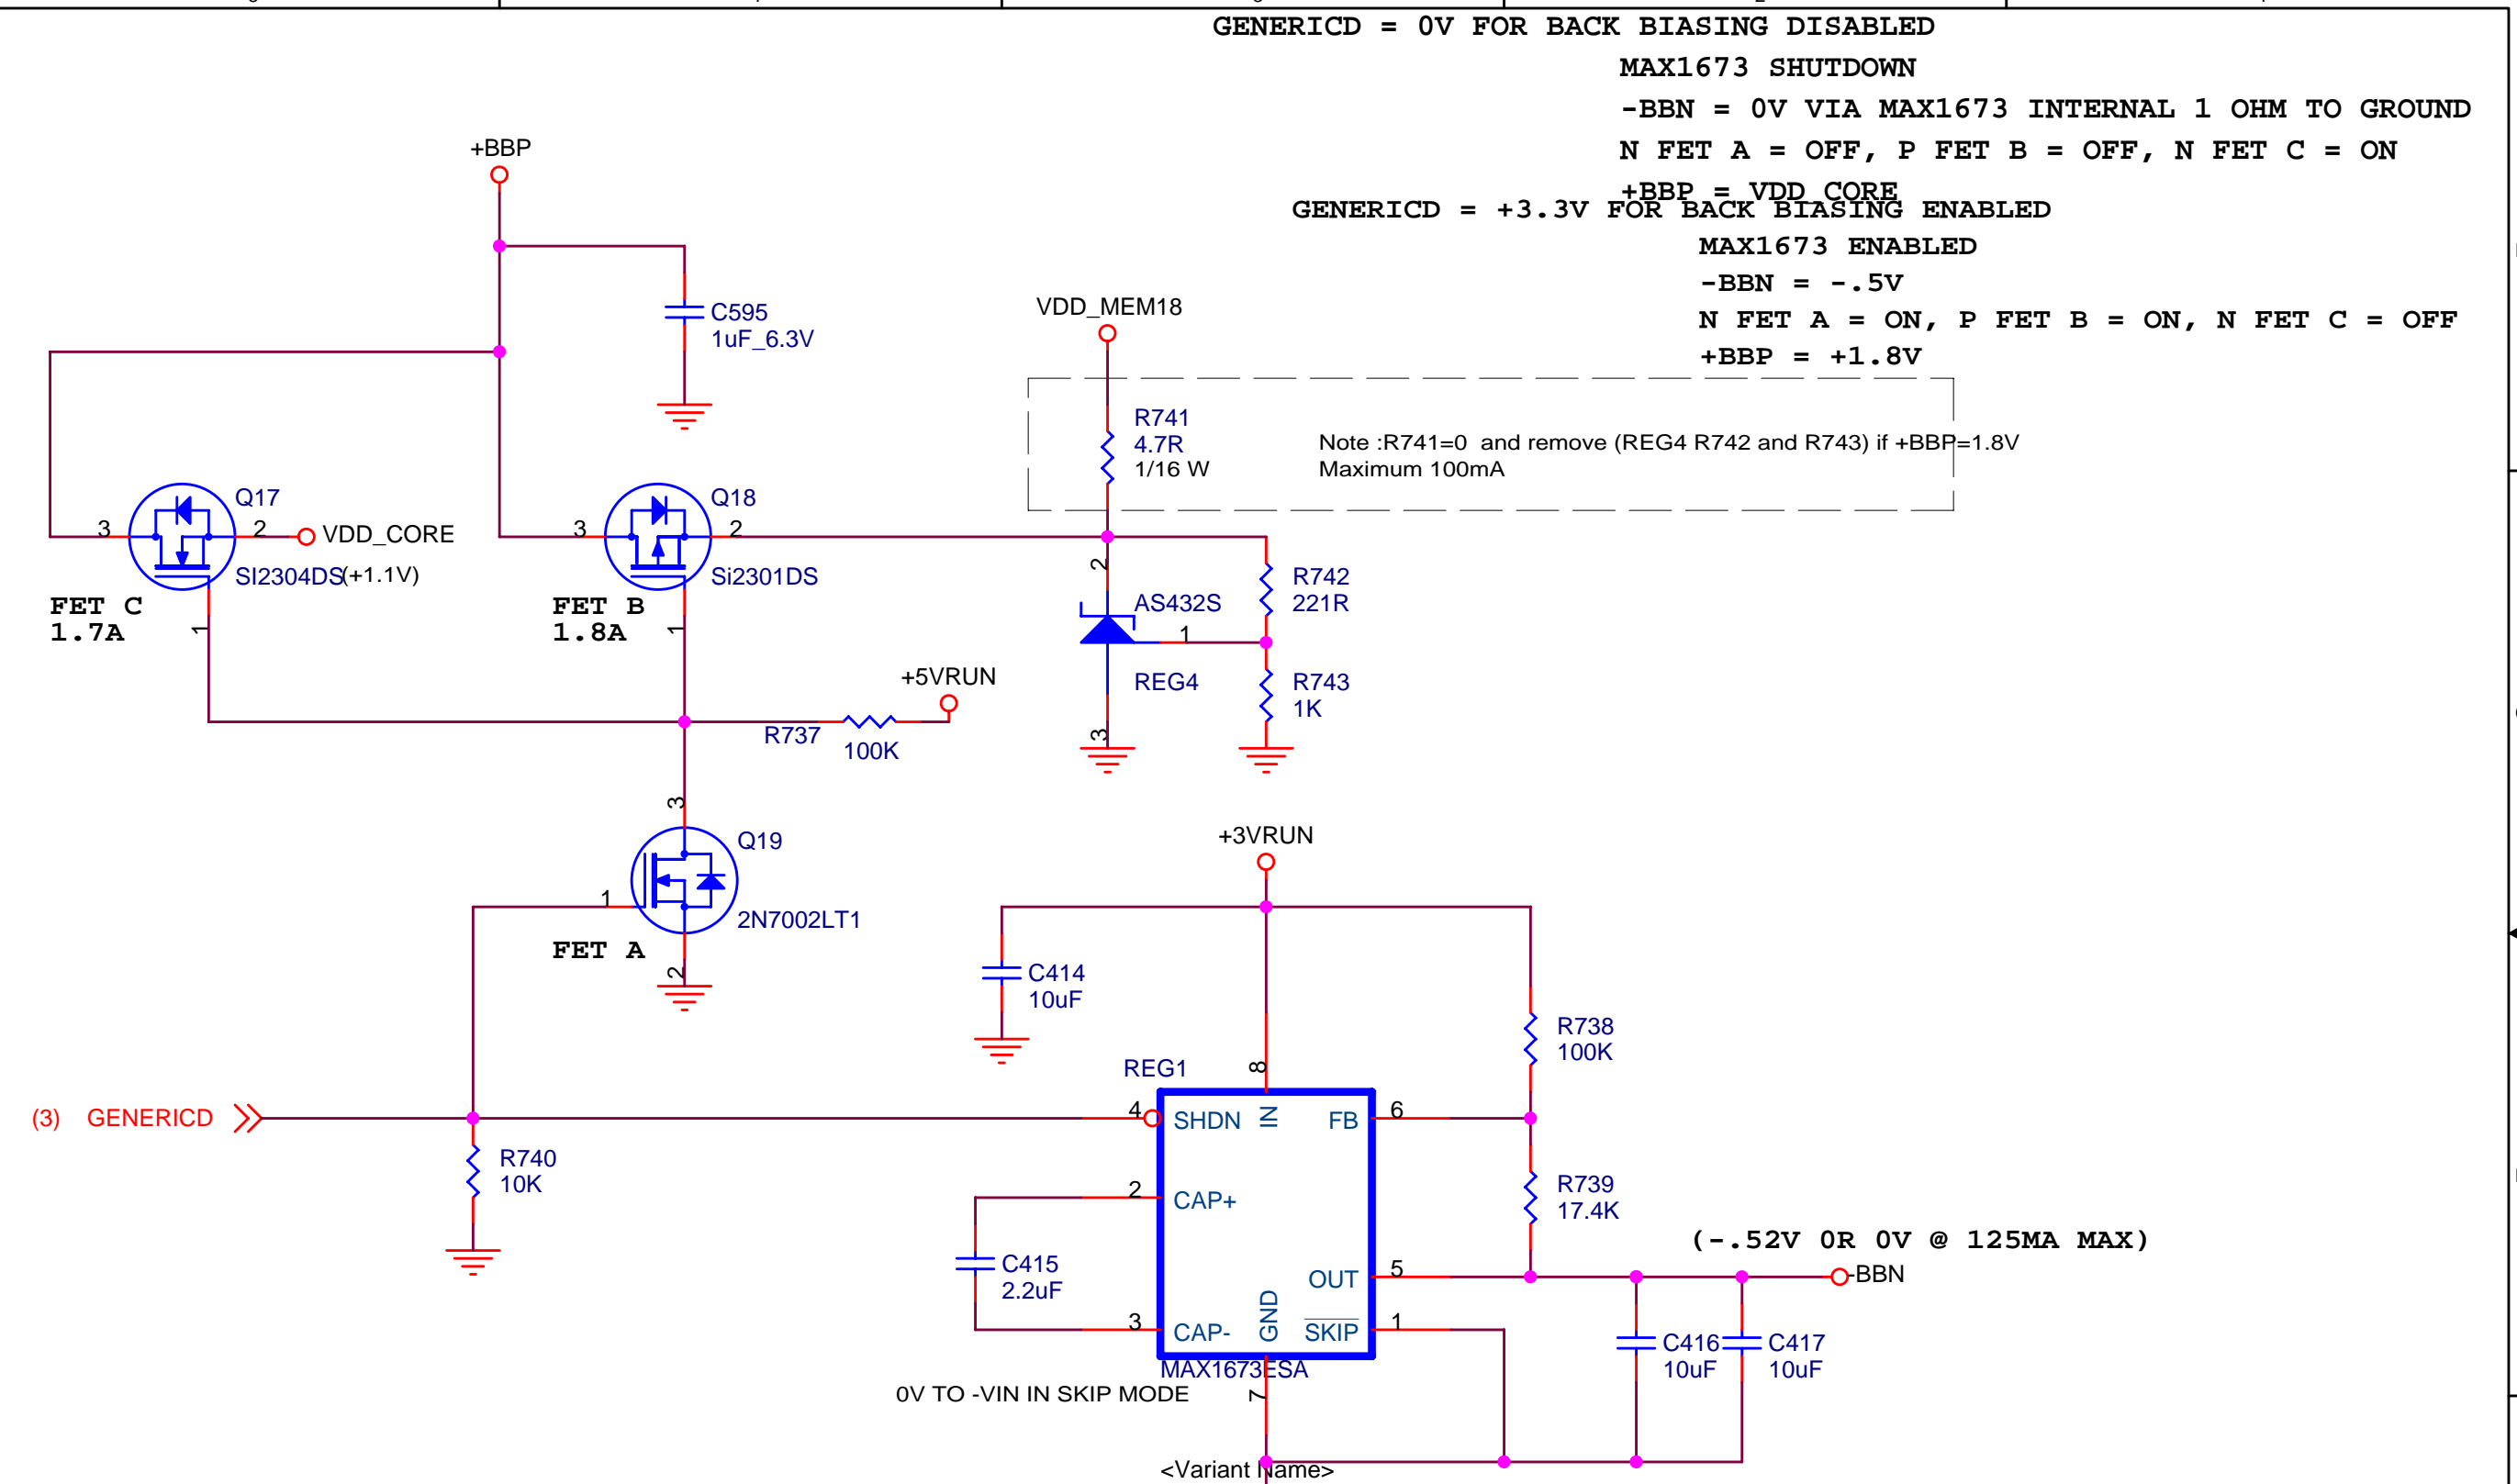 GENERICD = 0V FOR BACK BIASING DISABLED
MAX1673 SHUTDOWN
-BBN = 0V VIA MAX1673 INTERNAL 1 OHM TO GROUND
N FET A = OFF, P FET B = OFF, N FET C = ON
+BBP = VDD_CORE
GENERICD = +3.3V FOR BACK BIASING ENABLED
MAX1673 ENABLED
-BBN = -.5V
N FET A = ON, P FET B = ON, N FET C = OFF
+BBP = +1.8V
+BBP
C595
1uF_6.3V
VDD_MEM18
R741
4.7R
1/16 W
Note :R741=0 and remove (REG4 R742 and R743) if +BBP=1.8V
Maximum 100mA
Q17
3
2
VDD_CORE
SI2304DS
(+1.1V)
FET C
1.7A
1
Q18
3
2
Si2301DS
FET B
1.8A
1
2
AS432S
1
REG4
3
R742
221R
R743
1K
+5VRUN
R737
100K
3
Q19
1
2N7002LT1
FET A
2
+3VRUN
C414
10uF
R738
100K
REG1
8
(3) GENERICD
4
SHDN
IN
FB
6
R740
10K
2
CAP+
R739
17.4K
(-.52V 0R 0V @ 125MA MAX)
C415
2.2uF
OUT
5
-BBN
3
CAP-
GND
SKIP
1
C416
10uF
C417
10uF
MAX1673ESA
0V TO -VIN IN SKIP MODE
7
<Variant Name>